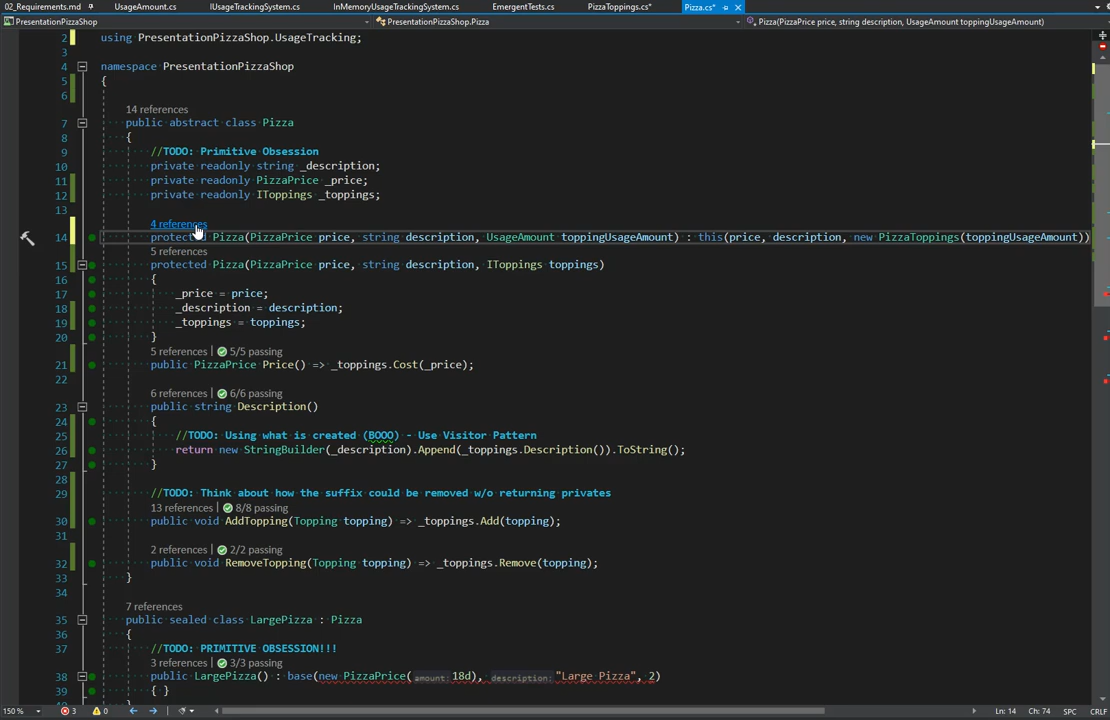 02_Requirements.md UsageAmount.cs IUsageTrackingSystem.cs InMemoryUsageTrackingSystem.cs EmergentTests.cs PizzaToppings.cs* Pizza.cs*
PresentationPizzaShop PresentationPizzaShop.Pizza Pizza(PizzaPrice price, string description, UsageAmount toppingUsageAmount)
2 using PresentationPizzaShop.UsageTracking;
3
4 namespace PresentationPizzaShop
5 {
6
14 references
7 public abstract class Pizza
8 {
9 //TODO: Primitive Obsession
10 private readonly string _description;
11 private readonly PizzaPrice _price;
12 private readonly IToppings _toppings;
13
4 references
14 protected Pizza(PizzaPrice price, string description, UsageAmount toppingUsageAmount) : this(price, description, new PizzaToppings(toppingUsageAmount))
5 references
15 protected Pizza(PizzaPrice price, string description, IToppings toppings)
16 {
17 _price = price;
18 _description = description;
19 _toppings = toppings;
20 }
5 references | 5/5 passing
21 public PizzaPrice Price() => _toppings.Cost(_price);
22
6 references | 6/6 passing
23 public string Description()
24 {
25 //TODO: Using what is created (BOOO) - Use Visitor Pattern
26 return new StringBuilder(_description).Append(_toppings.Description()).ToString();
27 }
28
29 //TODO: Think about how the suffix could be removed w/o returning privates
13 references | 8/8 passing
30 public void AddTopping(Topping topping) => _toppings.Add(topping);
31
2 references | 2/2 passing
32 public void RemoveTopping(Topping topping) => _toppings.Remove(topping);
33 }
34
7 references
35 public sealed class LargePizza : Pizza
36 {
37 //TODO: PRIMITIVE OBSESSION!!!
3 references | 3/3 passing
38 public LargePizza() : base(new PizzaPrice( amount: 18d), description: "Large Pizza", 2)
39 { }
150 % 3 0 Ln: 14 Ch: 74 SPC CRLF